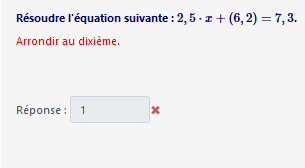 Résoudre l'équation suivante : 2, 5 · x + (6, 2) = 7, 3.
Arrondir au dixième.
Réponse : 1 ✖